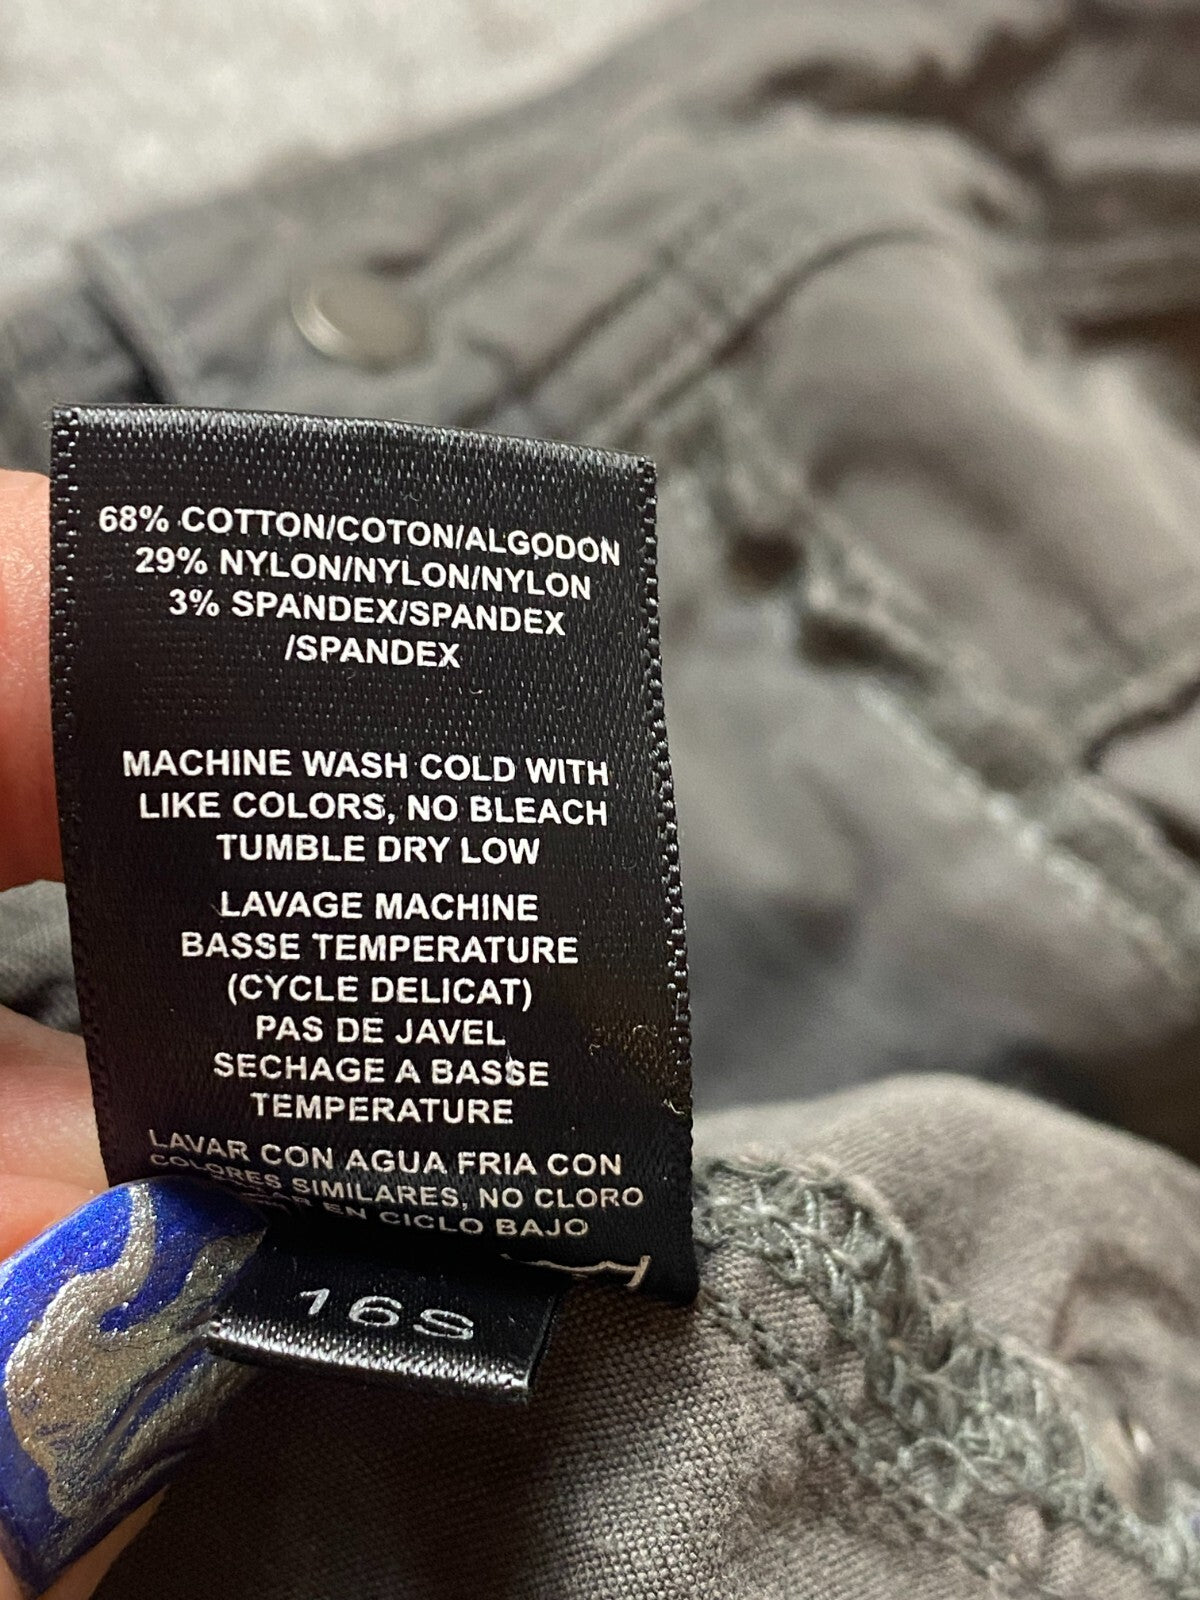 68% COTTON/COTON/ALGODON
29% NYLON/NYLON/NYLON
3% SPANDEX/SPANDEX
/SPANDEX
MACHINE WASH COLD WITH
LIKE COLORS, NO BLEACH
TUMBLE DRY LOW
LAVAGE MACHINE
BASSE TEMPERATURE
(CYCLE DELICAT)
PAS DE JAVEL
SECHAGE A BASSE
TEMPERATURE
LAVAR CON AGUA FRIA CON
COLORES SIMILARES, NO CLORO
EN CICLO BAJO
16S